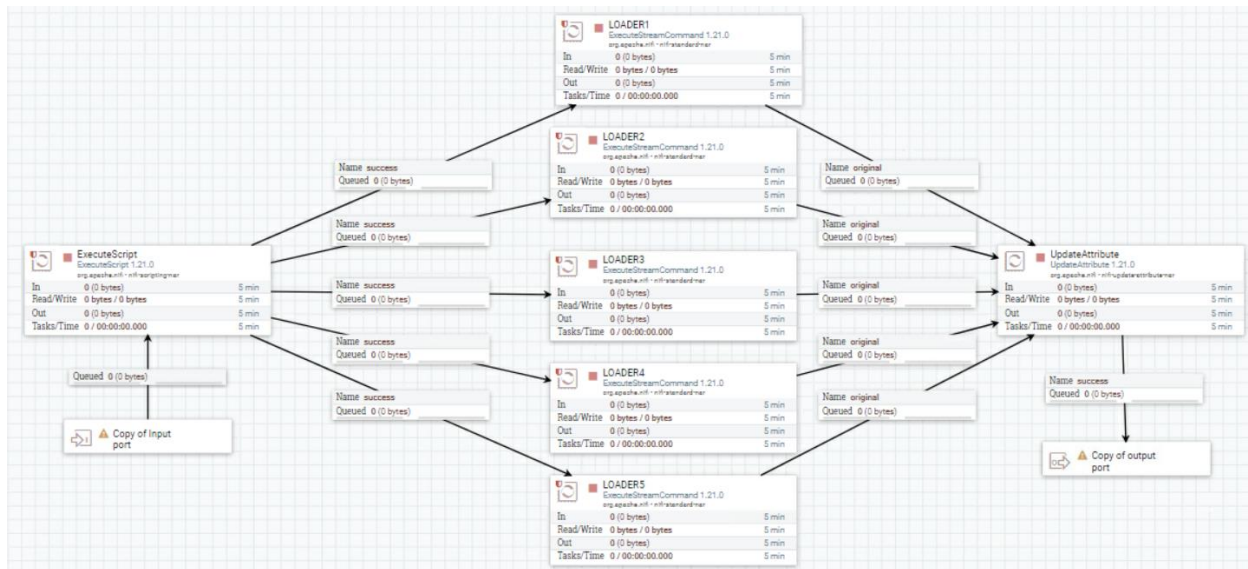 LOADER1
ExecuteStreamCommand 1.21.0
org.apache.nifi - nifi-standard-nar
In 0 (0 bytes) 5 min
Read/Write 0 bytes / 0 bytes 5 min
Out 0 (0 bytes) 5 min
Tasks/Time 0 / 00:00:00.000 5 min
LOADER2
ExecuteStreamCommand 1.21.0
org.apache.nifi - nifi-standard-nar
In 0 (0 bytes) 5 min
Read/Write 0 bytes / 0 bytes 5 min
Out 0 (0 bytes) 5 min
Tasks/Time 0 / 00:00:00.000 5 min
Name success
Queued 0 (0 bytes)
Name original
Queued 0 (0 bytes)
Name success
Queued 0 (0 bytes)
Name original
Queued 0 (0 bytes)
ExecuteScript
ExecuteScript 1.21.0
org.apache.nifi - nifi-scripting-nar
In 0 (0 bytes) 5 min
Read/Write 0 bytes / 0 bytes 5 min
Out 0 (0 bytes) 5 min
Tasks/Time 0 / 00:00:00.000 5 min
LOADER3
ExecuteStreamCommand 1.21.0
org.apache.nifi - nifi-standard-nar
In 0 (0 bytes) 5 min
Read/Write 0 bytes / 0 bytes 5 min
Out 0 (0 bytes) 5 min
Tasks/Time 0 / 00:00:00.000 5 min
UpdateAttribute
UpdateAttribute 1.21.0
org.apache.nifi - nifi-update-attribute-nar
In 0 (0 bytes) 5 min
Read/Write 0 bytes / 0 bytes 5 min
Out 0 (0 bytes) 5 min
Tasks/Time 0 / 00:00:00.000 5 min
Name success
Queued 0 (0 bytes)
Name original
Queued 0 (0 bytes)
Name success
Queued 0 (0 bytes)
Name original
Queued 0 (0 bytes)
Queued 0 (0 bytes)
LOADER4
ExecuteStreamCommand 1.21.0
org.apache.nifi - nifi-standard-nar
In 0 (0 bytes) 5 min
Read/Write 0 bytes / 0 bytes 5 min
Out 0 (0 bytes) 5 min
Tasks/Time 0 / 00:00:00.000 5 min
Name success
Queued 0 (0 bytes)
Name success
Queued 0 (0 bytes)
Name original
Queued 0 (0 bytes)
Copy of Input
port
Copy of output
port
LOADER5
ExecuteStreamCommand 1.21.0
org.apache.nifi - nifi-standard-nar
In 0 (0 bytes) 5 min
Read/Write 0 bytes / 0 bytes 5 min
Out 0 (0 bytes) 5 min
Tasks/Time 0 / 00:00:00.000 5 min